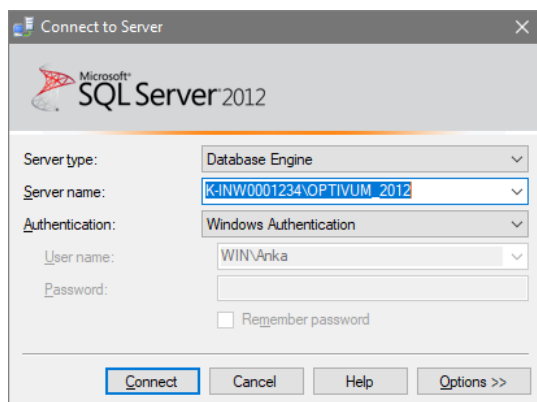 Connect to Server
Microsoft®
SQL Server® 2012
Server type: Database Engine
Server name: K-INW0001234\OPTIVUM_2012
Authentication: Windows Authentication
User name: WIN\Anka
Password:
Remember password
Connect Cancel Help Options >>